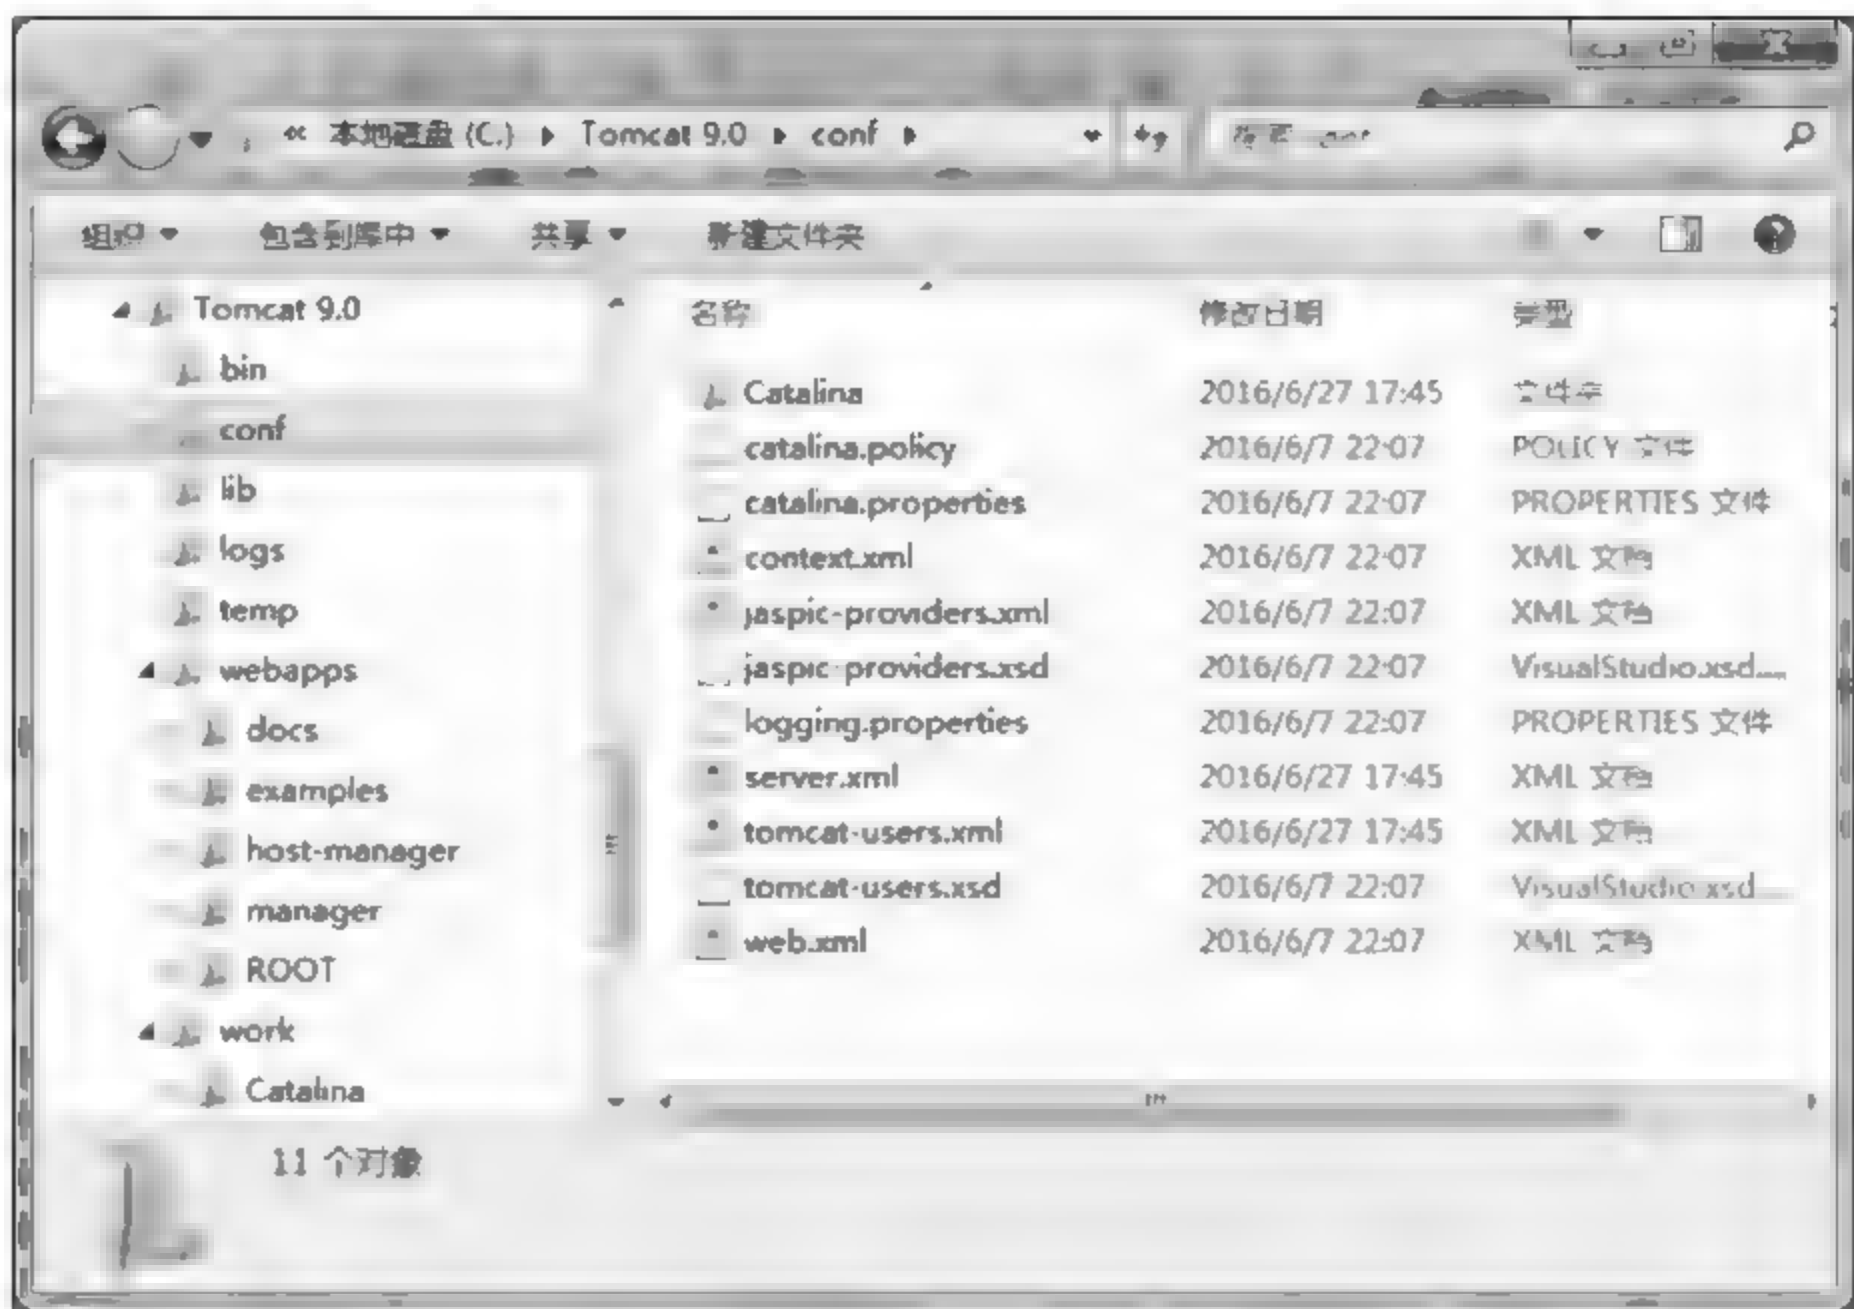 « 本地磁盘 (C:) ▸ Tomcat 9.0 ▸ conf ▸
组织 包含到库中 共享 新建文件夹
Tomcat 9.0
bin
conf
lib
logs
temp
webapps
docs
examples
host-manager
manager
ROOT
work
Catalina
名称 修改日期 类型
Catalina 2016/6/27 17:45 文件夹
catalina.policy 2016/6/7 22:07 POLICY 文件
catalina.properties 2016/6/7 22:07 PROPERTIES 文件
context.xml 2016/6/7 22:07 XML 文档
jaspic-providers.xml 2016/6/7 22:07 XML 文档
jaspic-providers.xsd 2016/6/7 22:07 VisualStudio.xsd....
logging.properties 2016/6/7 22:07 PROPERTIES 文件
server.xml 2016/6/27 17:45 XML 文档
tomcat-users.xml 2016/6/27 17:45 XML 文档
tomcat-users.xsd 2016/6/7 22:07 VisualStudio.xsd....
web.xml 2016/6/7 22:07 XML 文档
11 个对象